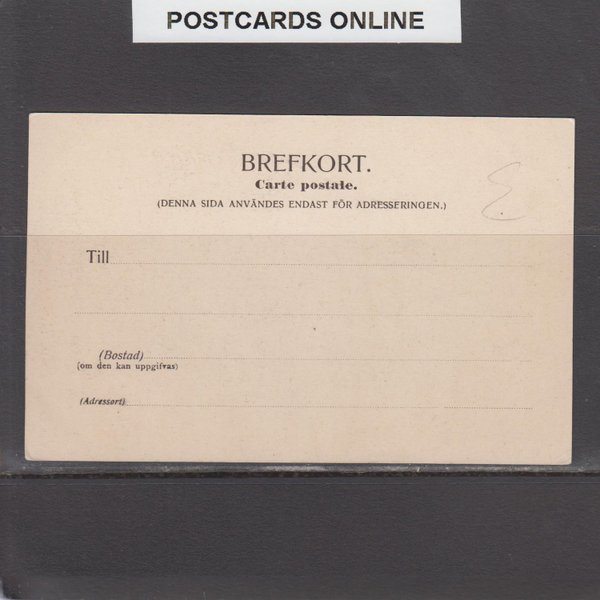 POSTCARDS ONLINE
BREFKORT.
Carte postale.
(DENNA SIDA ANVÄNDES ENDAST FÖR ADRESSERINGEN.)
Till
(Bostad)
(om den kan uppgifvas)
(Adressort)